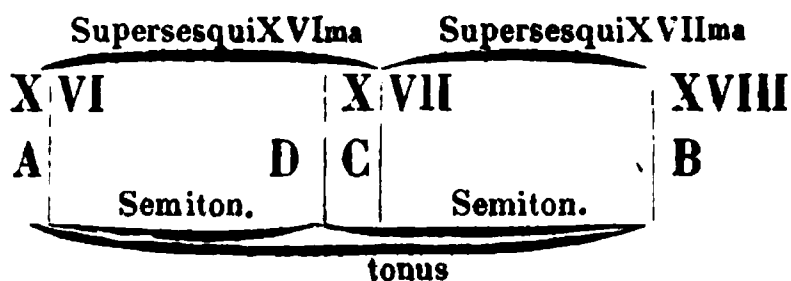 SupersesquiXVIma SupersesquiXVIIma
XVI XVII XVIII
A D C B
Semiton. Semiton.
tonus